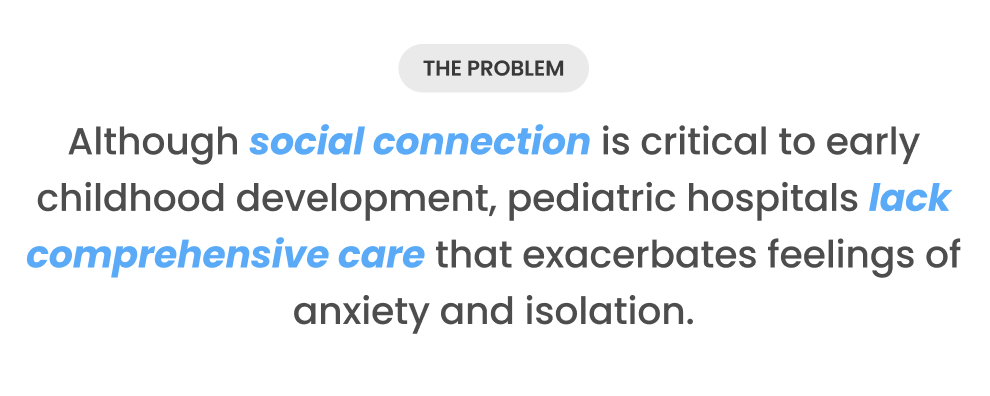 THE PROBLEM
Although social connection is critical to early
childhood development, pediatric hospitals lack
comprehensive care that exacerbates feelings of
anxiety and isolation.